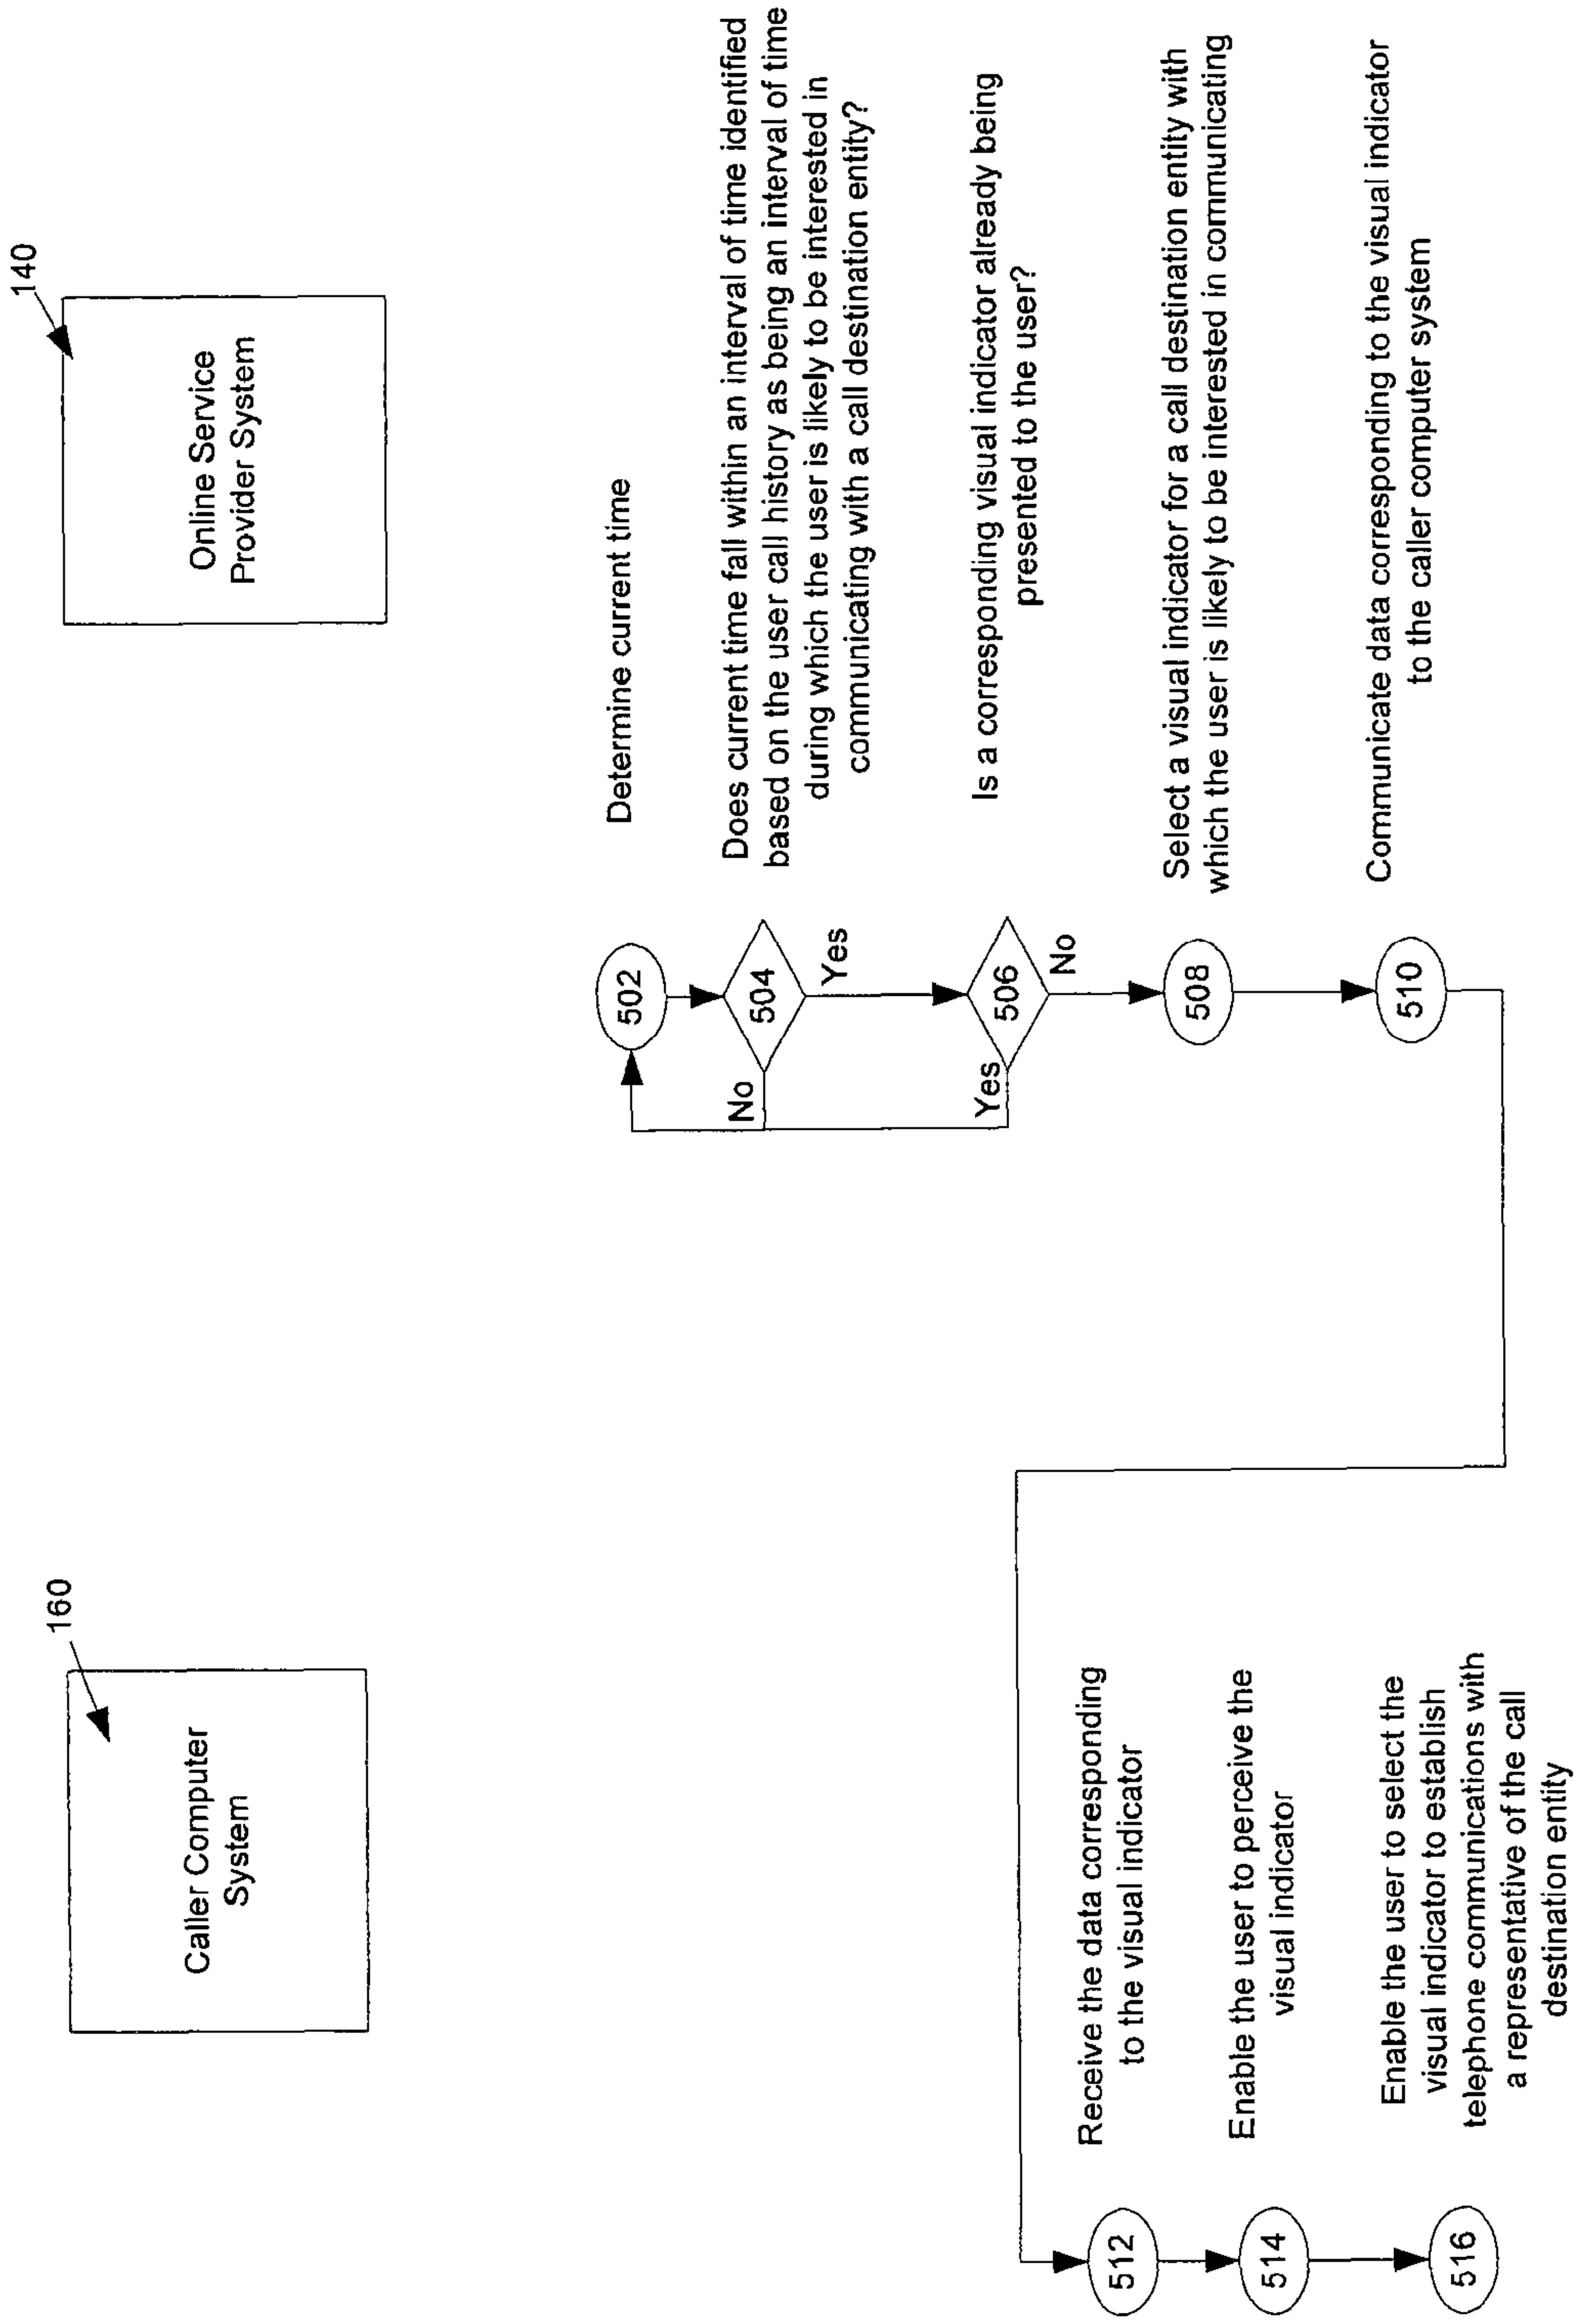 160
Caller Computer
System
140
Online Service
Provider System
502
Determine current time
504
No
Yes
Does current time fall within an interval of time identified
based on the user call history as being an interval of time
during which the user is likely to be interested in
communicating with a call destination entity?
506
Yes
No
Is a corresponding visual indicator already being
presented to the user?
508
Select a visual indicator for a call destination entity with
which the user is likely to be interested in communicating
510
Communicate data corresponding to the visual indicator
to the caller computer system
512
Receive the data corresponding
to the visual indicator
514
Enable the user to perceive the
visual indicator
516
Enable the user to select the
visual indicator to establish
telephone communications with
a representative of the call
destination entity